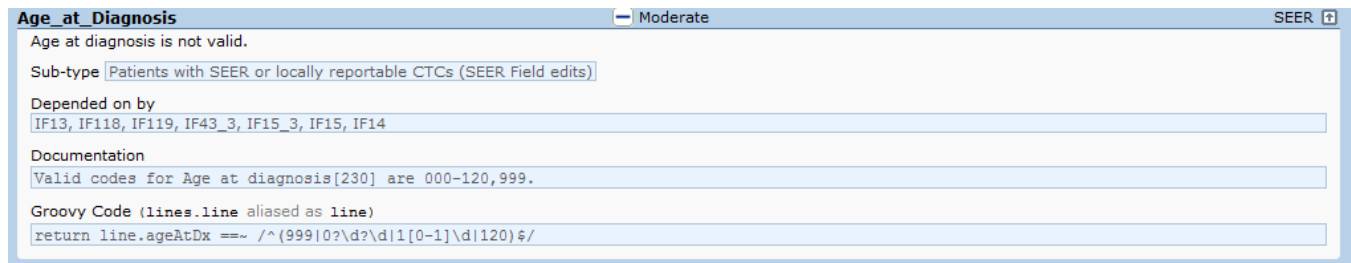 Age_at_Diagnosis Moderate SEER
Age at diagnosis is not valid.
Sub-type Patients with SEER or locally reportable CTCs (SEER Field edits)
Depended on by
IF13, IF118, IF119, IF43_3, IF15_3, IF15, IF14
Documentation
Valid codes for Age at diagnosis[230] are 000-120,999.
Groovy Code (lines.line aliased as line)
return line.ageAtDx ==~ /^(999|0?\d?\d|1[0-1]\d|120)$/